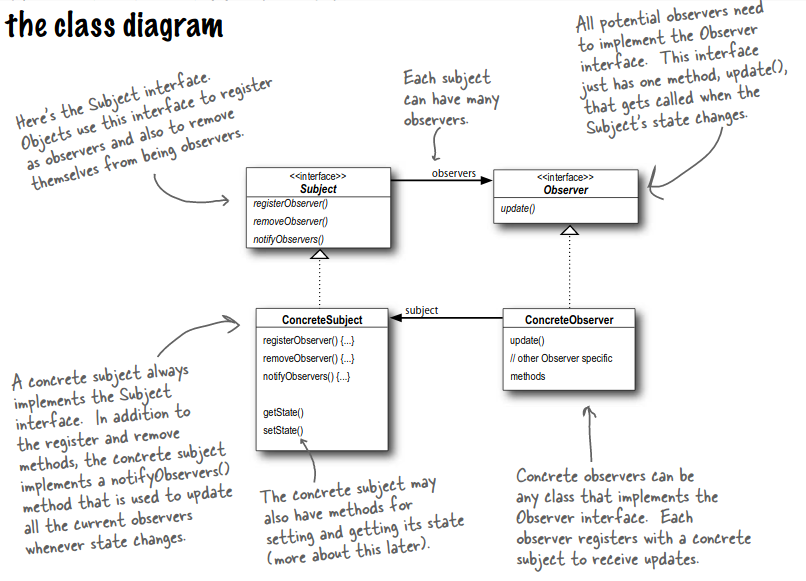 the class diagram
Here's the Subject interface.
Objects use this interface to register
as observers and also to remove
themselves from being observers.
Each subject
can have many
observers.
All potential observers need
to implement the Observer
interface. This interface
just has one method, update(),
that gets called when the
Subject's state changes.
<<interface>>
Subject
registerObserver()
removeObserver()
notifyObservers()
observers
<<interface>>
Observer
update()
ConcreteSubject
registerObserver() {...}
removeObserver() {...}
notifyObservers() {...}
getState()
setState()
subject
ConcreteObserver
update()
// other Observer specific
methods
A concrete subject always
implements the Subject
interface. In addition to
the register and remove
methods, the concrete subject
implements a notifyObservers()
method that is used to update
all the current observers
whenever state changes.
The concrete subject may
also have methods for
setting and getting its state
(more about this later).
Concrete observers can be
any class that implements the
Observer interface. Each
observer registers with a concrete
subject to receive updates.